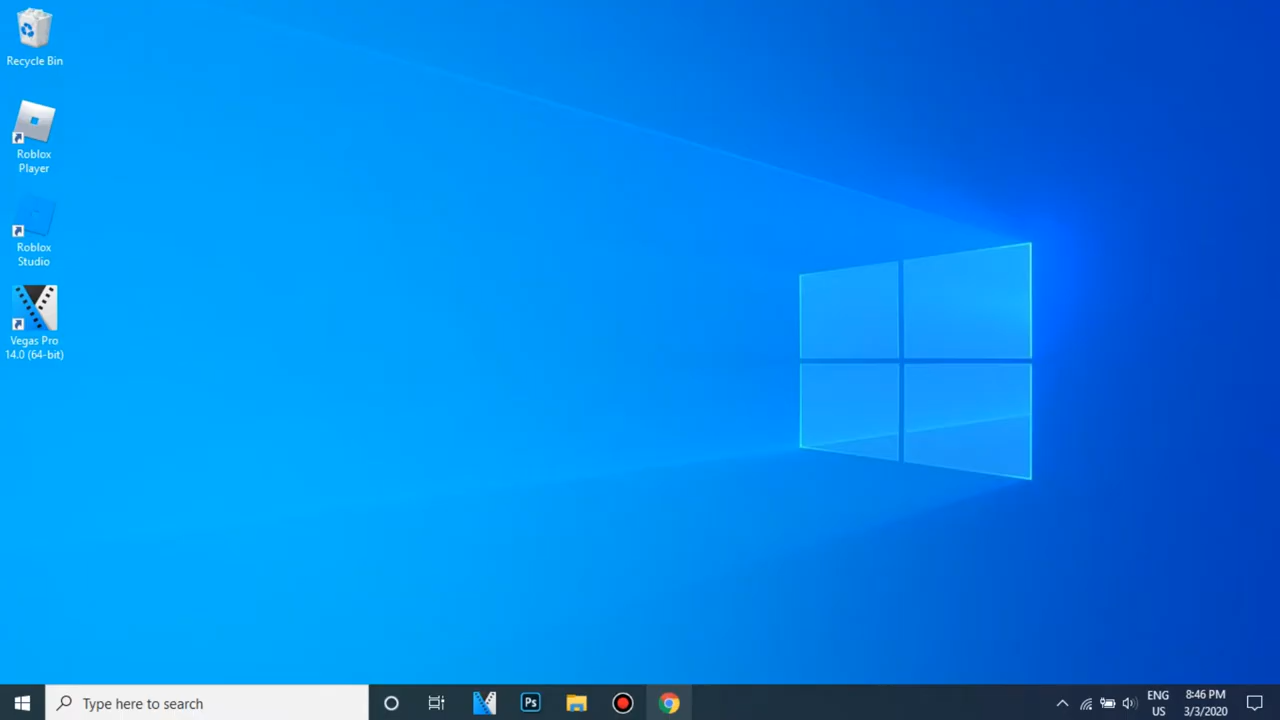 Recycle Bin
Roblox
Player
Roblox
Studio
Vegas Pro
14.0 (64-bit)
Type here to search
Ps
ENG
US
8:46 PM
3/3/2020